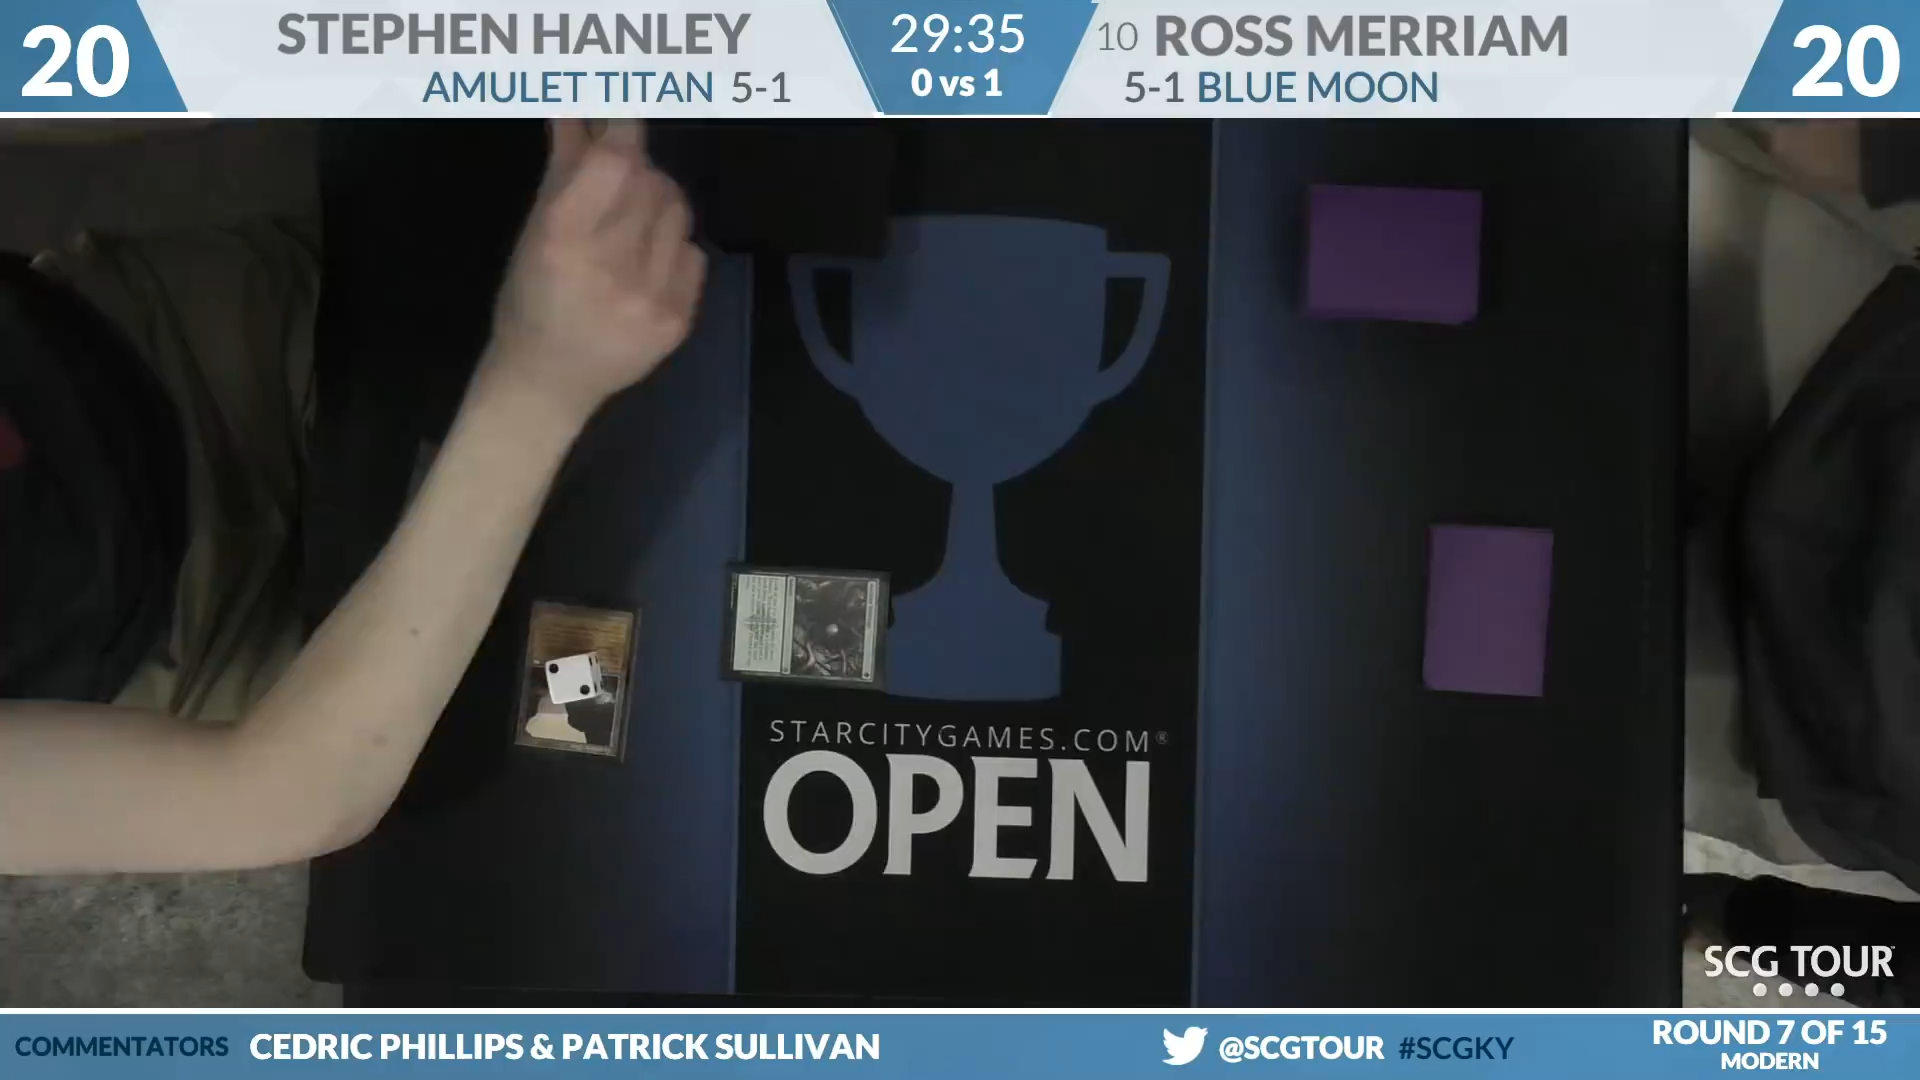 20
STEPHEN HANLEY
AMULET TITAN 5-1
29:35
0 vs 1
10 ROSS MERRIAM
5-1 BLUE MOON
20
STARCITYGAMES.COM®
OPEN
SCG TOUR™
COMMENTATORS CEDRIC PHILLIPS & PATRICK SULLIVAN
@SCGTOUR #SCGKY
ROUND 7 OF 15
MODERN